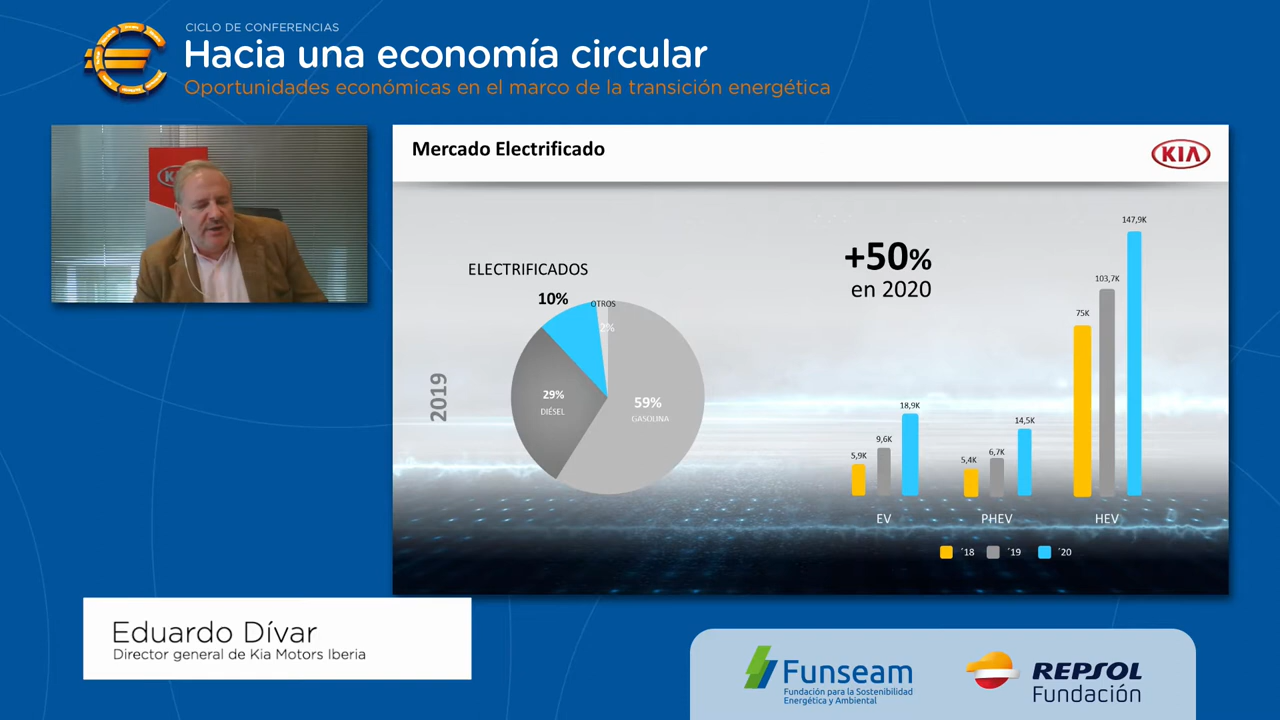 CICLO DE CONFERENCIAS
Hacia una economía circular
Oportunidades económicas en el marco de la transición energética
KIA
Mercado Electrificado
KIA
ELECTRIFICADOS
10%
OTROS
2%
29%
DIÉSEL
59%
GASOLINA
2019
+50%
en 2020
5,9K
9,6K
18,9K
EV
5,4K
6,7K
14,5K
PHEV
75K
103,7K
147,9K
HEV
´18
´19
´20
Eduardo Dívar
Director general de Kia Motors Iberia
Funseam
Fundación para la Sostenibilidad
Energética y Ambiental
REPSOL
Fundación